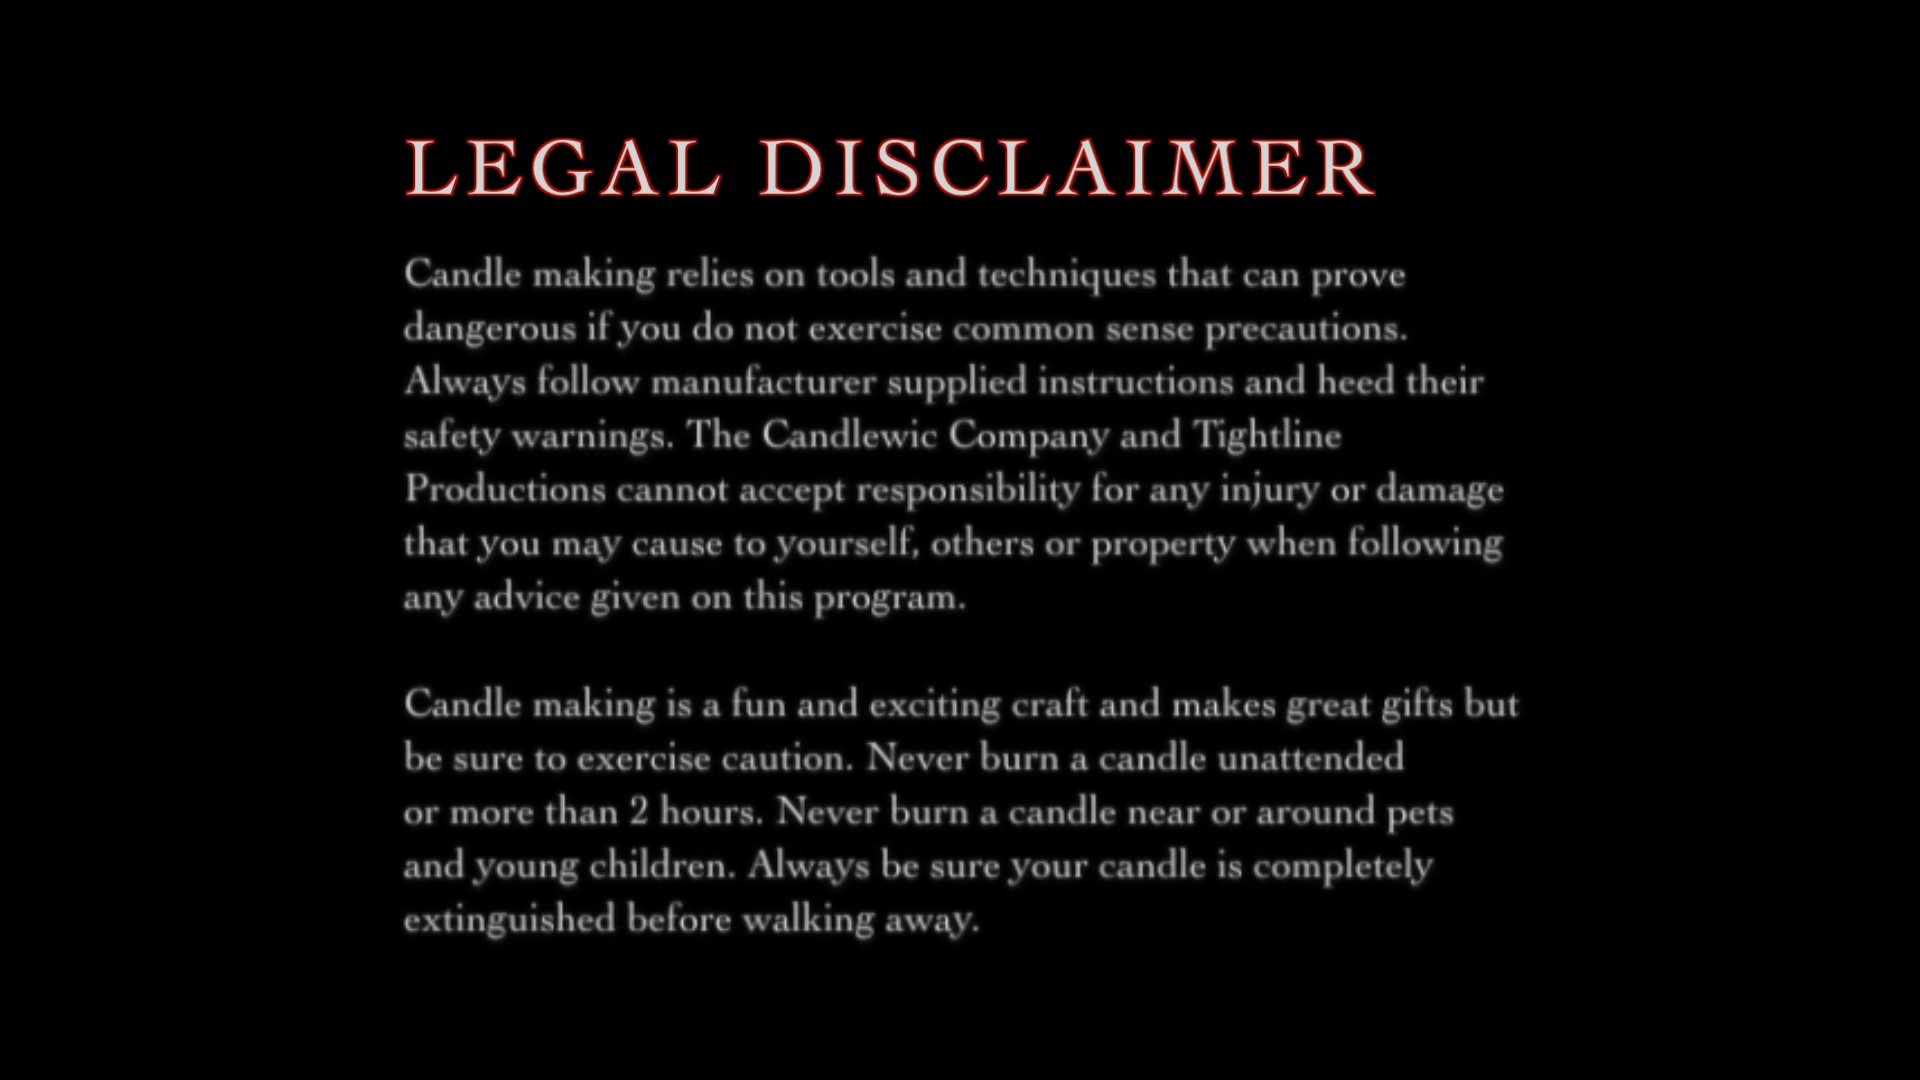 LEGAL DISCLAIMER
Candle making relies on tools and techniques that can prove
dangerous if you do not exercise common sense precautions.
Always follow manufacturer supplied instructions and heed their
safety warnings. The Candlewic Company and Tightline
Productions cannot accept responsibility for any injury or damage
that you may cause to yourself, others or property when following
any advice given on this program.
Candle making is a fun and exciting craft and makes great gifts but
be sure to exercise caution. Never burn a candle unattended
or more than 2 hours. Never burn a candle near or around pets
and young children. Always be sure your candle is completely
extinguished before walking away.